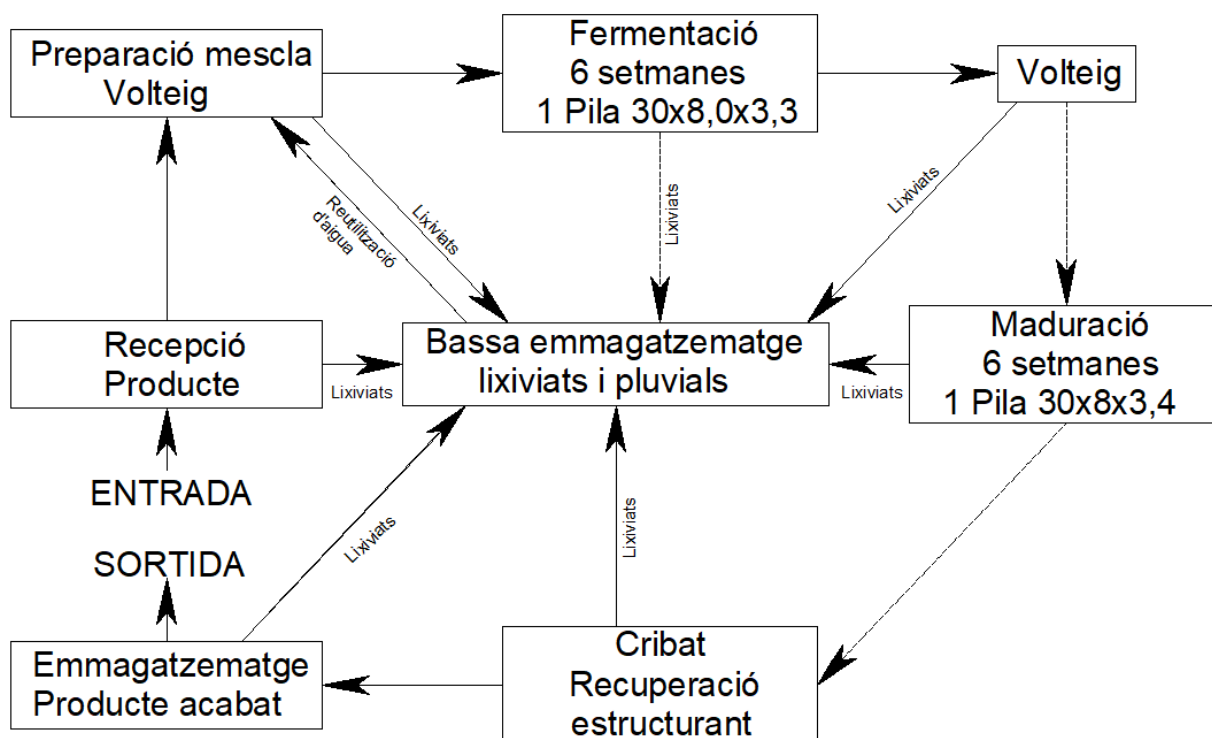 Preparació mescla
Volteig
Fermentació
6 setmanes
1 Pila 30x8,0x3,3
Volteig
Lixiviats
Reutilització
d'aigua
Lixiviats
Lixiviats
Recepció
Producte
Lixiviats
Bassa emmagatzematge
lixiviats i pluvials
Lixiviats
Maduració
6 setmanes
1 Pila 30x8x3,4
ENTRADA
SORTIDA
Lixiviats
Lixiviats
Emmagatzematge
Producte acabat
Cribat
Recuperació
estructurant